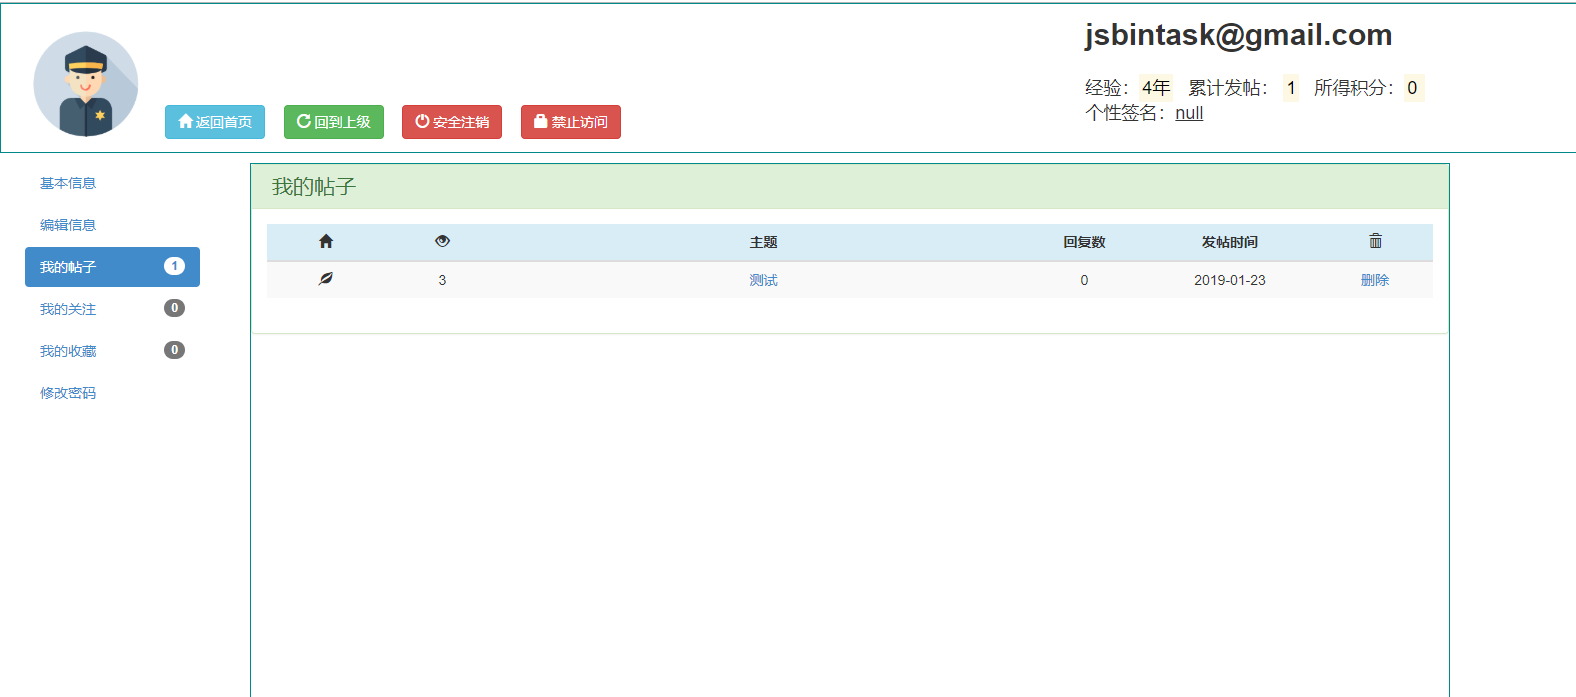 jsbintask@gmail.com
经验：4年 累计发帖：1 所得积分：0
个性签名：null
返回首页 回到上级 安全注销 禁止访问
基本信息
编辑信息
我的帖子 1
我的关注 0
我的收藏 0
修改密码
我的帖子
主题 回复数 发帖时间
3 测试 0 2019-01-23 删除